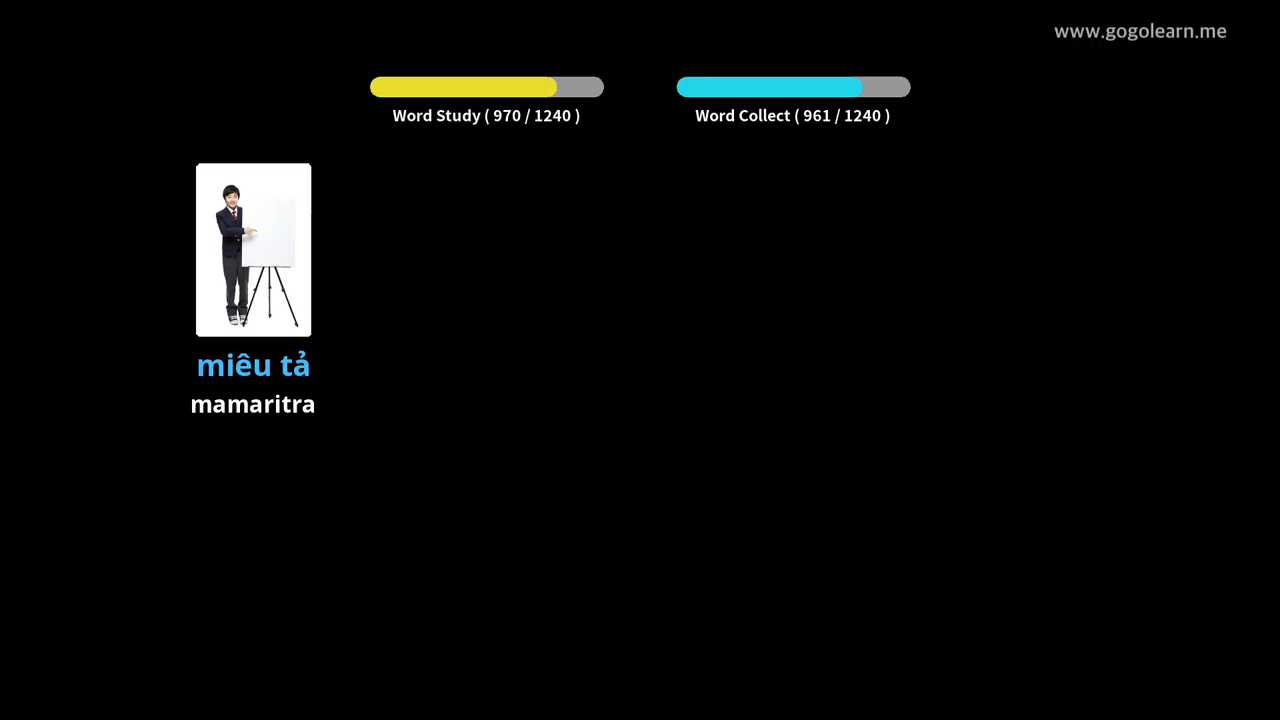 www.gogolearn.me
Word Study ( 970 / 1240 )
Word Collect ( 961 / 1240 )
miêu tả
mamaritra